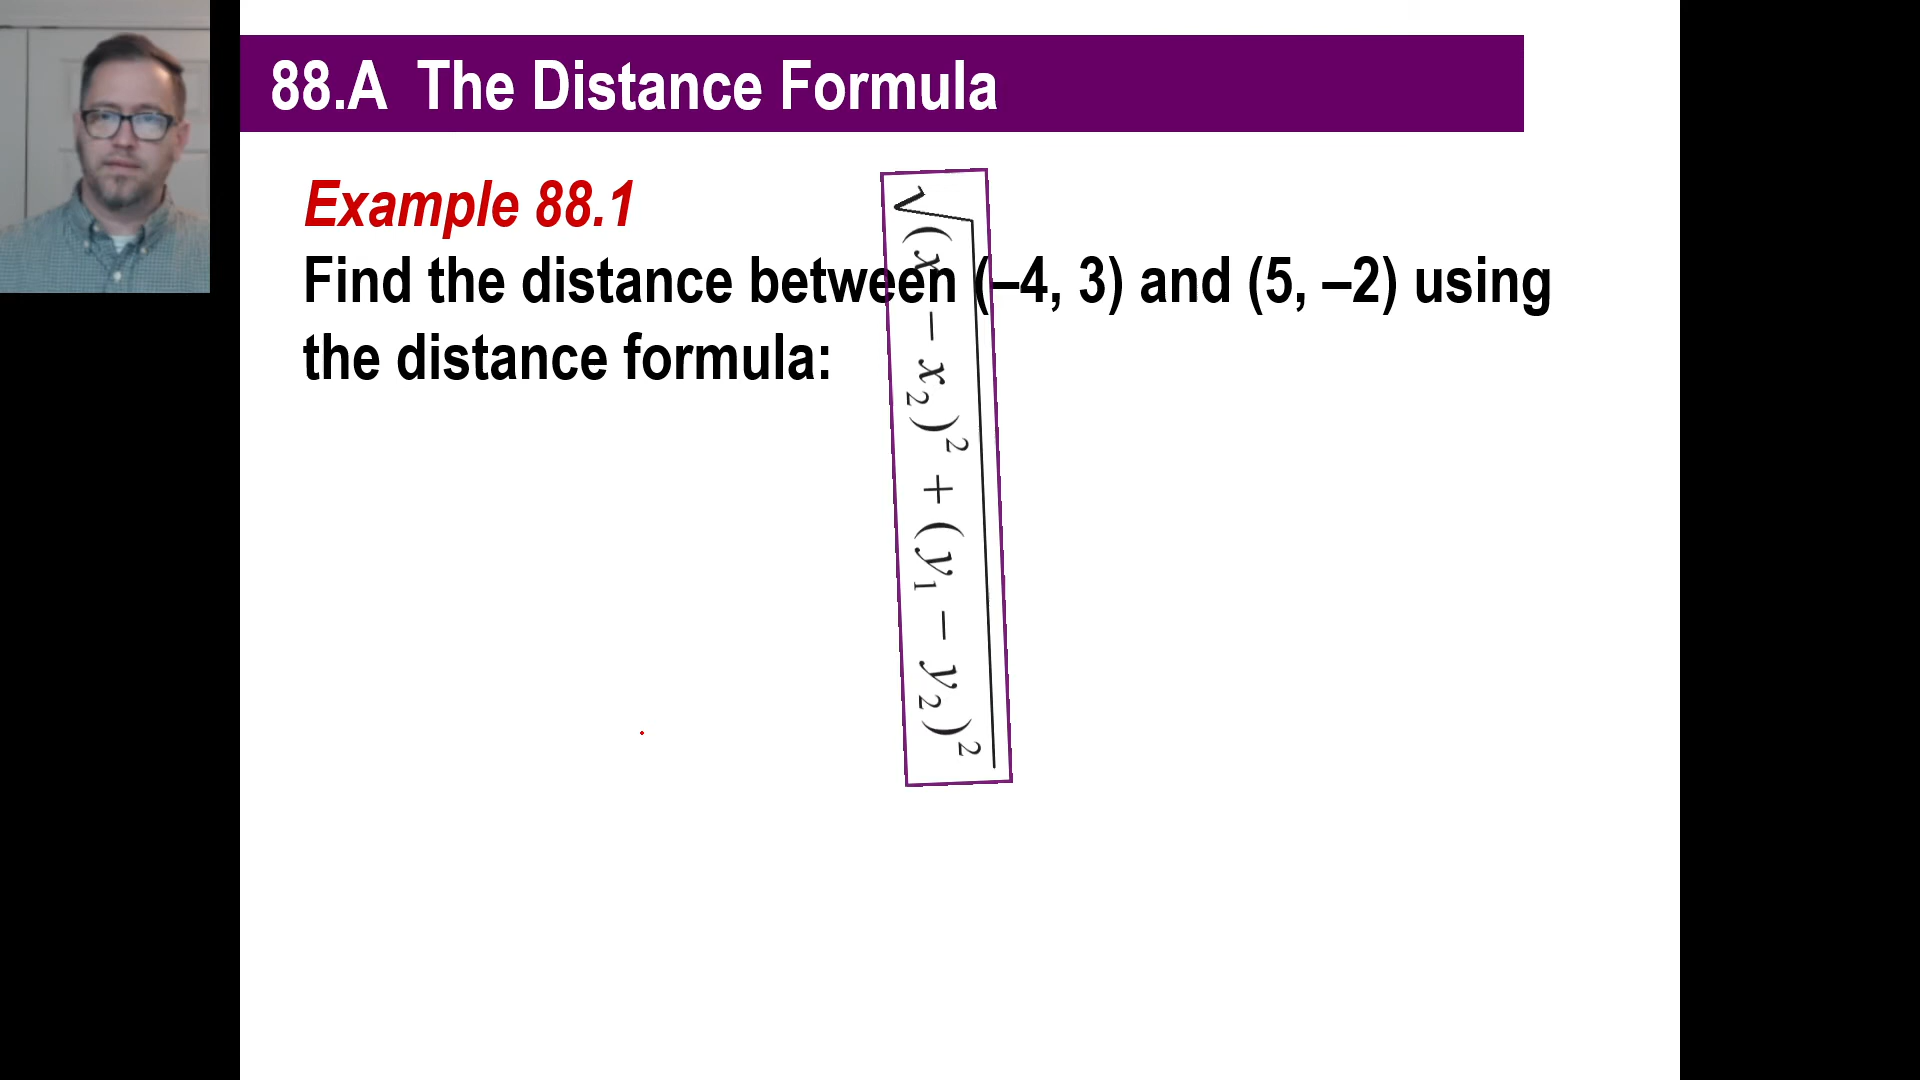 88.A The Distance Formula
Example 88.1
Find the distance between (–4, 3) and (5, –2) using
the distance formula:
√(x – x₂)² + (y₁ – y₂)²